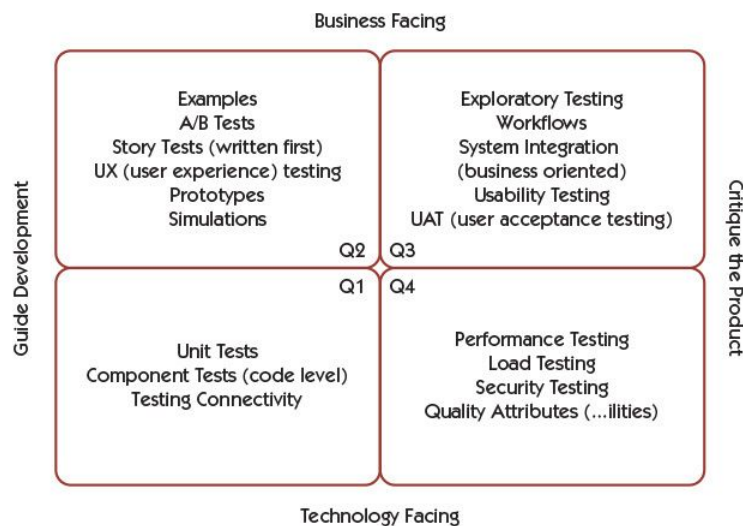 Business Facing
Guide Development
Examples
A/B Tests
Story Tests (written first)
UX (user experience) testing
Prototypes
Simulations
Q2
Exploratory Testing
Workflows
System Integration
(business oriented)
Usability Testing
UAT (user acceptance testing)
Q3
Critique the Product
Q1
Unit Tests
Component Tests (code level)
Testing Connectivity
Q4
Performance Testing
Load Testing
Security Testing
Quality Attributes (...ilities)
Technology Facing